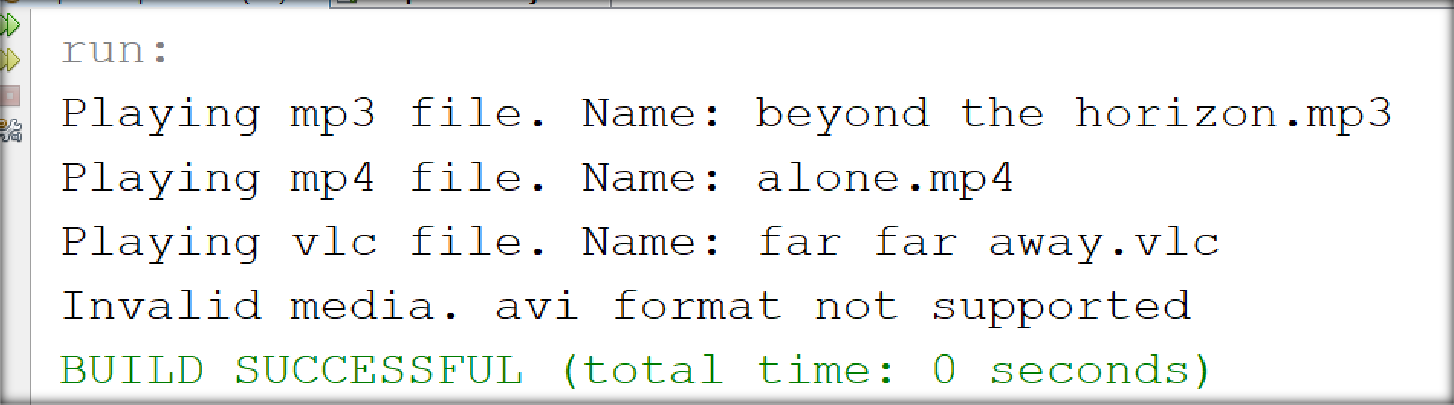 run:
Playing mp3 file. Name: beyond the horizon.mp3
Playing mp4 file. Name: alone.mp4
Playing vlc file. Name: far far away.vlc
Invalid media. avi format not supported
BUILD SUCCESSFUL (total time: 0 seconds)